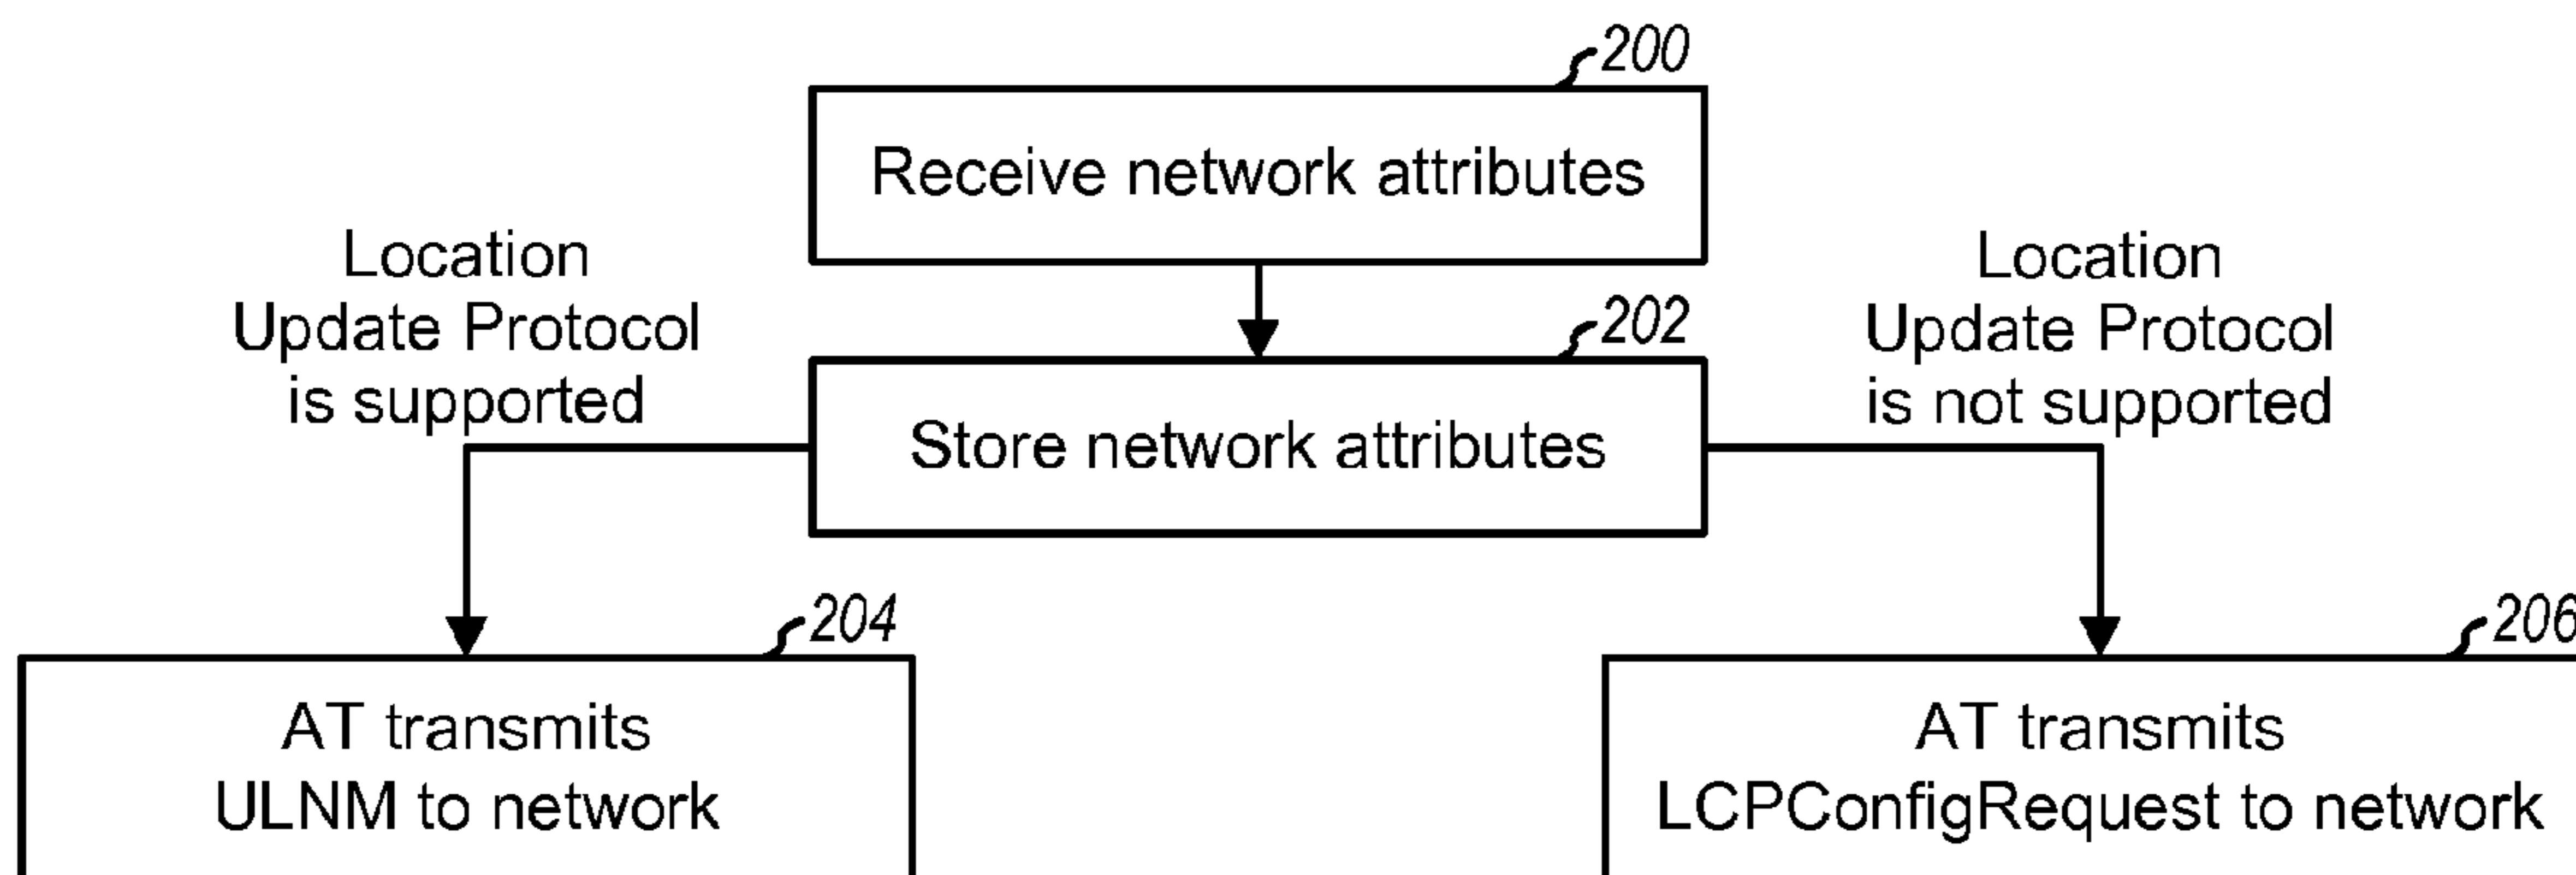 200
Receive network attributes
Location
Update Protocol
is supported
Location
Update Protocol
is not supported
202
Store network attributes
204
AT transmits
ULNM to network
206
AT transmits
LCPConfigRequest to network